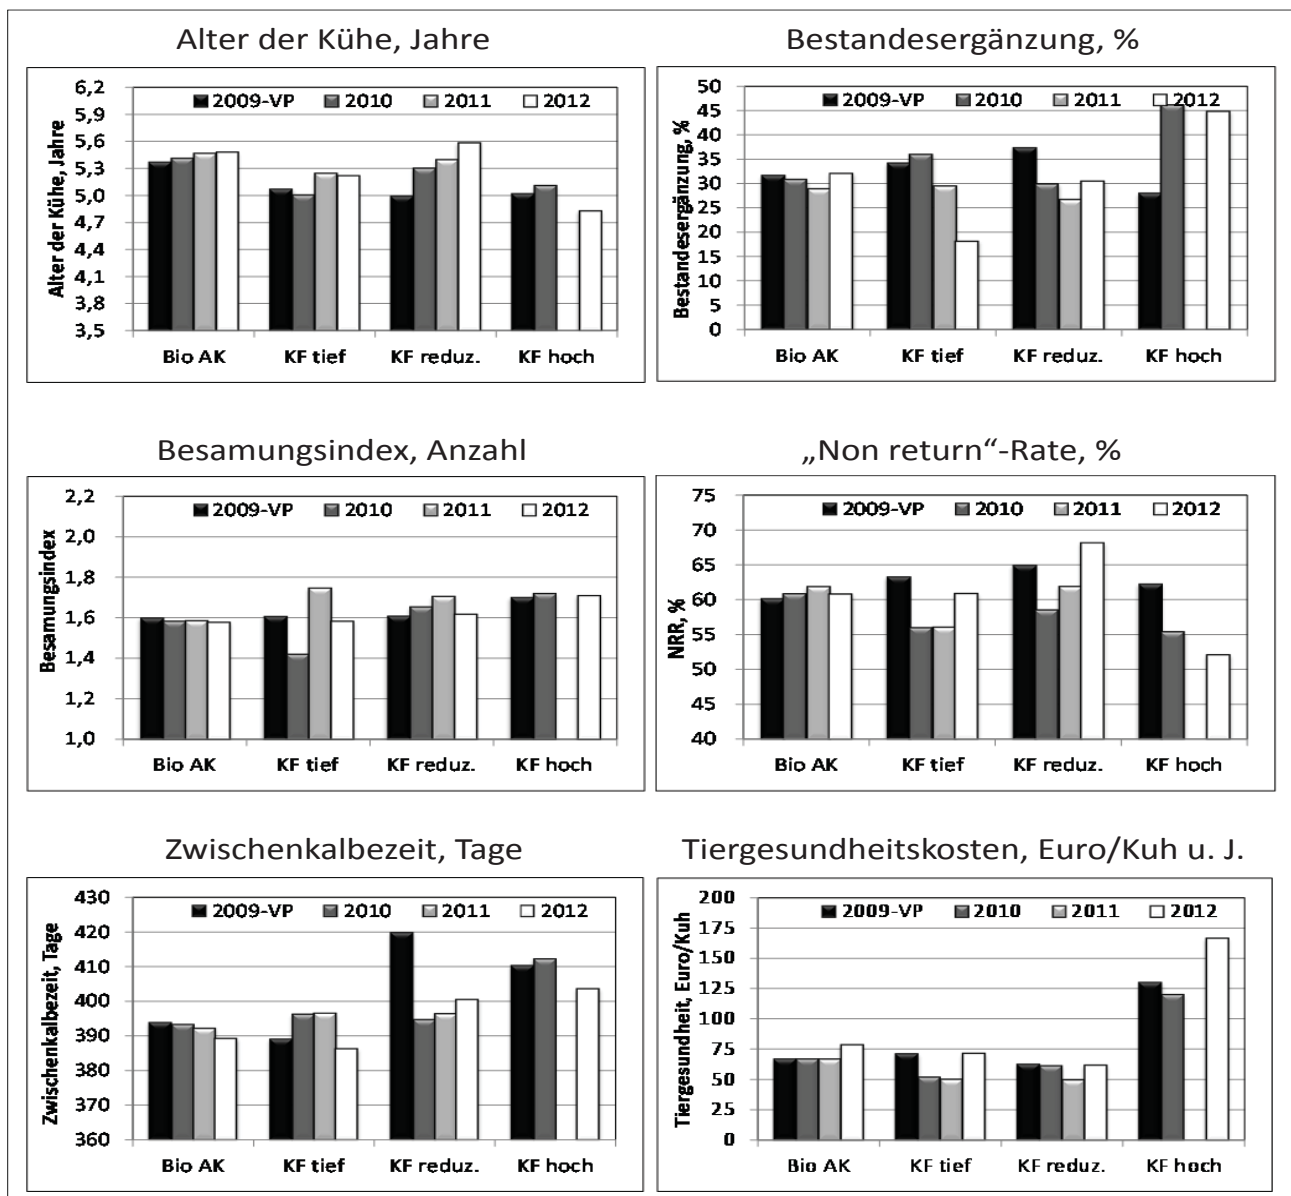 Alter der Kühe, Jahre
Alter der Kühe, Jahre
6,2
5,9
5,6
5,3
5,0
4,7
4,4
4,1
3,8
3,5
2009-VP 2010 2011 2012
Bio AK KF tief KF reduz. KF hoch
Bestandesergänzung, %
Bestandesergänzung, %
50
45
40
35
30
25
20
15
10
5
0
2009-VP 2010 2011 2012
Bio AK KF tief KF reduz. KF hoch
Besamungsindex, Anzahl
Besamungsindex
2,2
2,0
1,8
1,6
1,4
1,2
1,0
2009-VP 2010 2011 2012
Bio AK KF tief KF reduz. KF hoch
„Non return“-Rate, %
NRR, %
75
70
65
60
55
50
45
40
2009-VP 2010 2011 2012
Bio AK KF tief KF reduz. KF hoch
Zwischenkalbezeit, Tage
Zwischenkalbezeit, Tage
430
420
410
400
390
380
370
360
2009-VP 2010 2011 2012
Bio AK KF tief KF reduz. KF hoch
Tiergesundheitskosten, Euro/Kuh u. J.
Tiergesundheit, Euro/Kuh
200
175
150
125
100
75
50
25
0
2009-VP 2010 2011 2012
Bio AK KF tief KF reduz. KF hoch